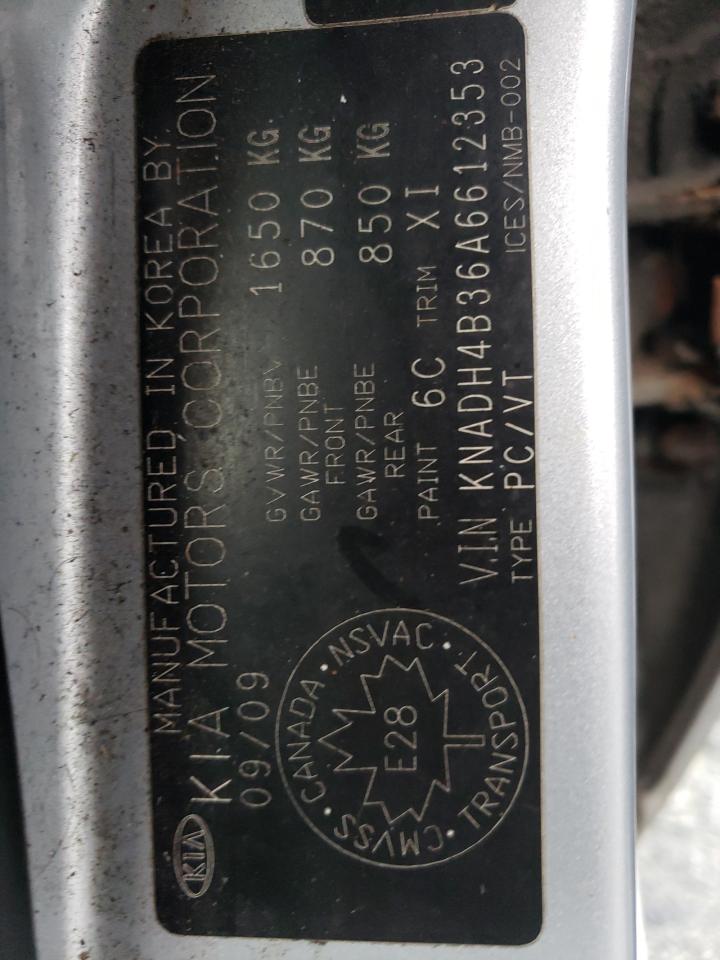 KIA
MANUFACTURED IN KOREA BY
KIA MOTORS CORPORATION
09/09
GVWR/PNBV 1650 KG
GAWR/PNBE FRONT 870 KG
GAWR/PNBE REAR 850 KG
PAINT 6C TRIM XI
V.I.N KNADH4B36A6612353
TYPE PC/VT ICES/NMB-002
CANADA · NSVAC · TRANSPORT · CMVSS ·
E28